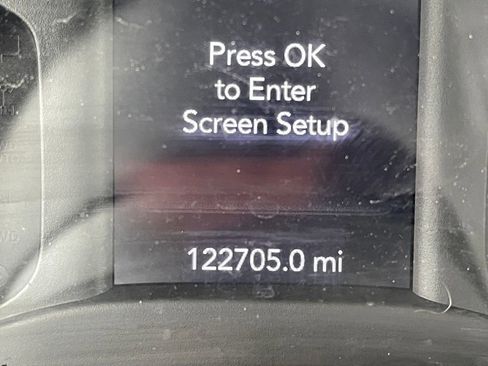 Press OK
to Enter
Screen Setup
122705.0 mi